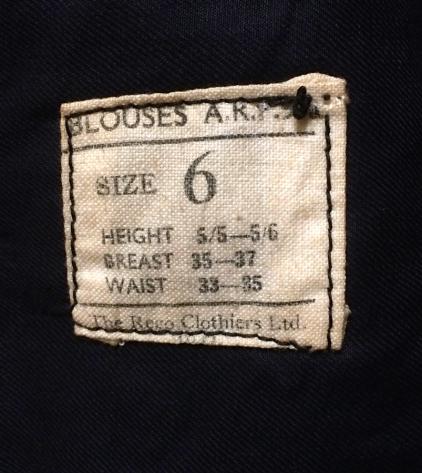 BLOUSES A.R.P.
SIZE 6
HEIGHT 5/5—5/6
BREAST 35—37
WAIST 33—35
The Rego Clothiers Ltd.